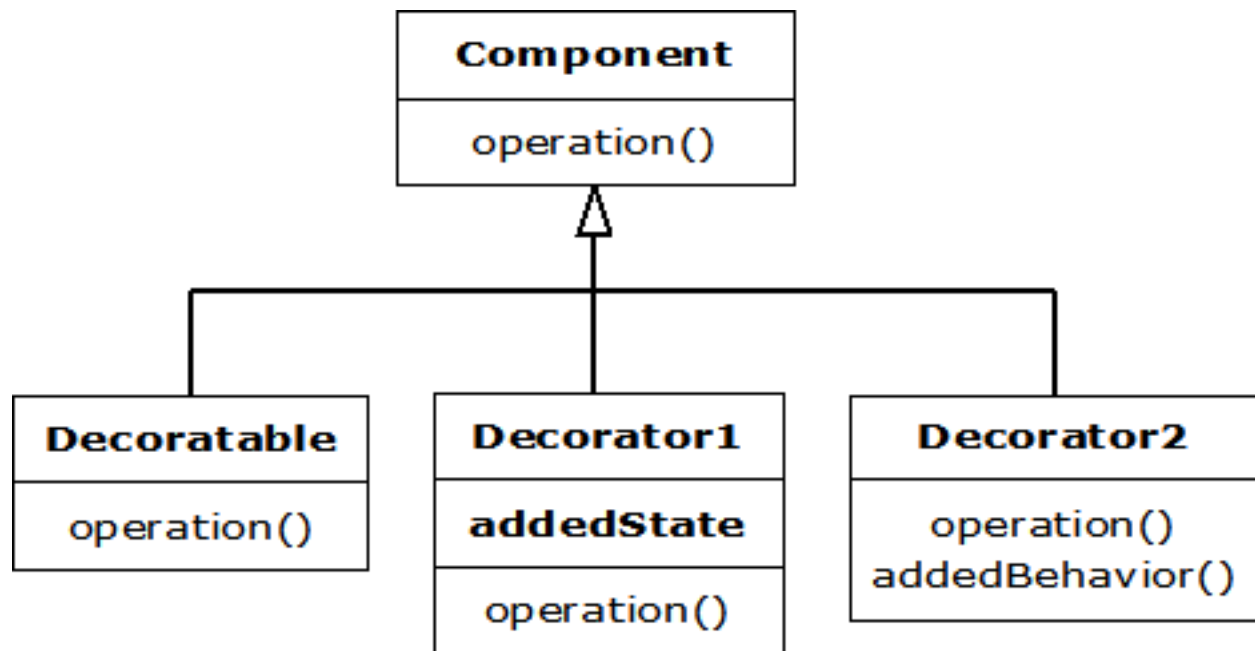 Component
operation()
Decoratable
operation()
Decorator1
addedState
operation()
Decorator2
operation()
addedBehavior()